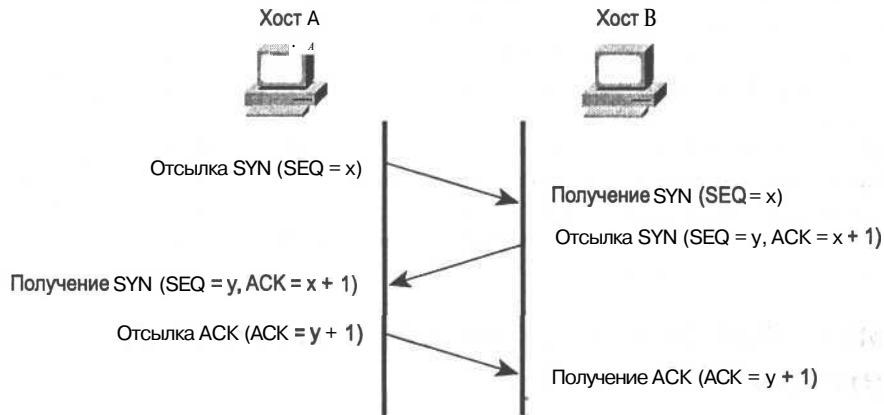 Хост A
Хост B
A
Отсылка SYN (SEQ = x)
Получение SYN (SEQ = x)
Отсылка SYN (SEQ = y, ACK = x + 1)
Получение SYN (SEQ = y, ACK = x + 1)
Отсылка ACK (ACK = y + 1)
Получение ACK (ACK = y + 1)